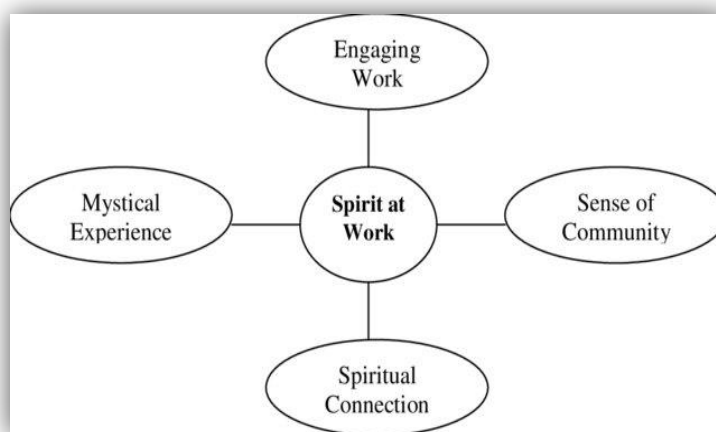 Engaging
Work
Mystical
Experience
Spirit at
Work
Sense of
Community
Spiritual
Connection